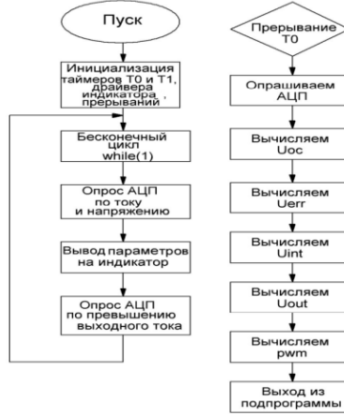 Пуск
Инициализация
таймеров Т0 и Т1,
драйвера
индикатора ,
прерываний
Бесконечный
цикл
while(1)
Опрос АЦП
по току
и напряжению
Вывод параметров
на индикатор
Опрос АЦП
по превышению
выходного тока
Прерывание
Т0
Опрашиваем
АЦП
Вычисляем
Uос
Вычисляем
Uerr
Вычисляем
Uint
Вычисляем
Uout
Вычисляем
pwm
Выход из
подпрограммы